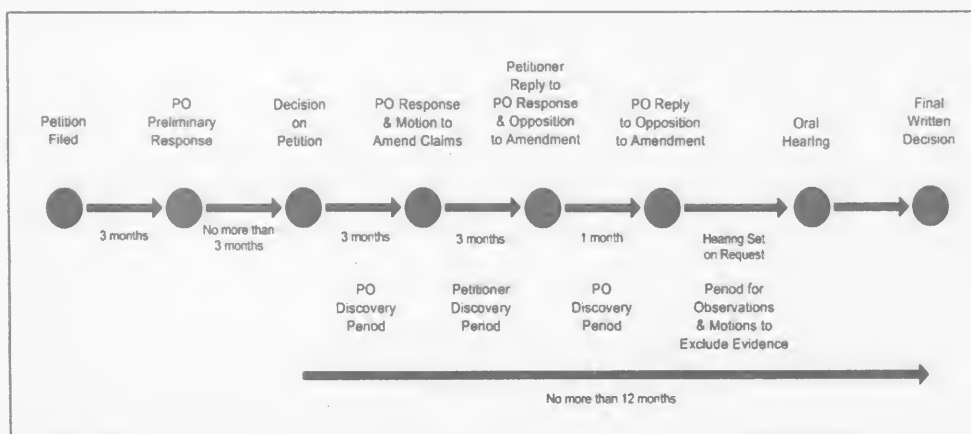 Petition
Filed
PO
Preliminary
Response
Decision
on
Petition
PO Response
& Motion to
Amend Claims
Petitioner
Reply to
PO Response
& Opposition
to Amendment
PO Reply
to Opposition
to Amendment
Oral
Hearing
Final
Written
Decision
3 months
No more than
3 months
3 months
3 months
1 month
Hearing Set
on Request
PO
Discovery
Period
Petitioner
Discovery
Period
PO
Discovery
Period
Period for
Observations
& Motions to
Exclude Evidence
No more than 12 months